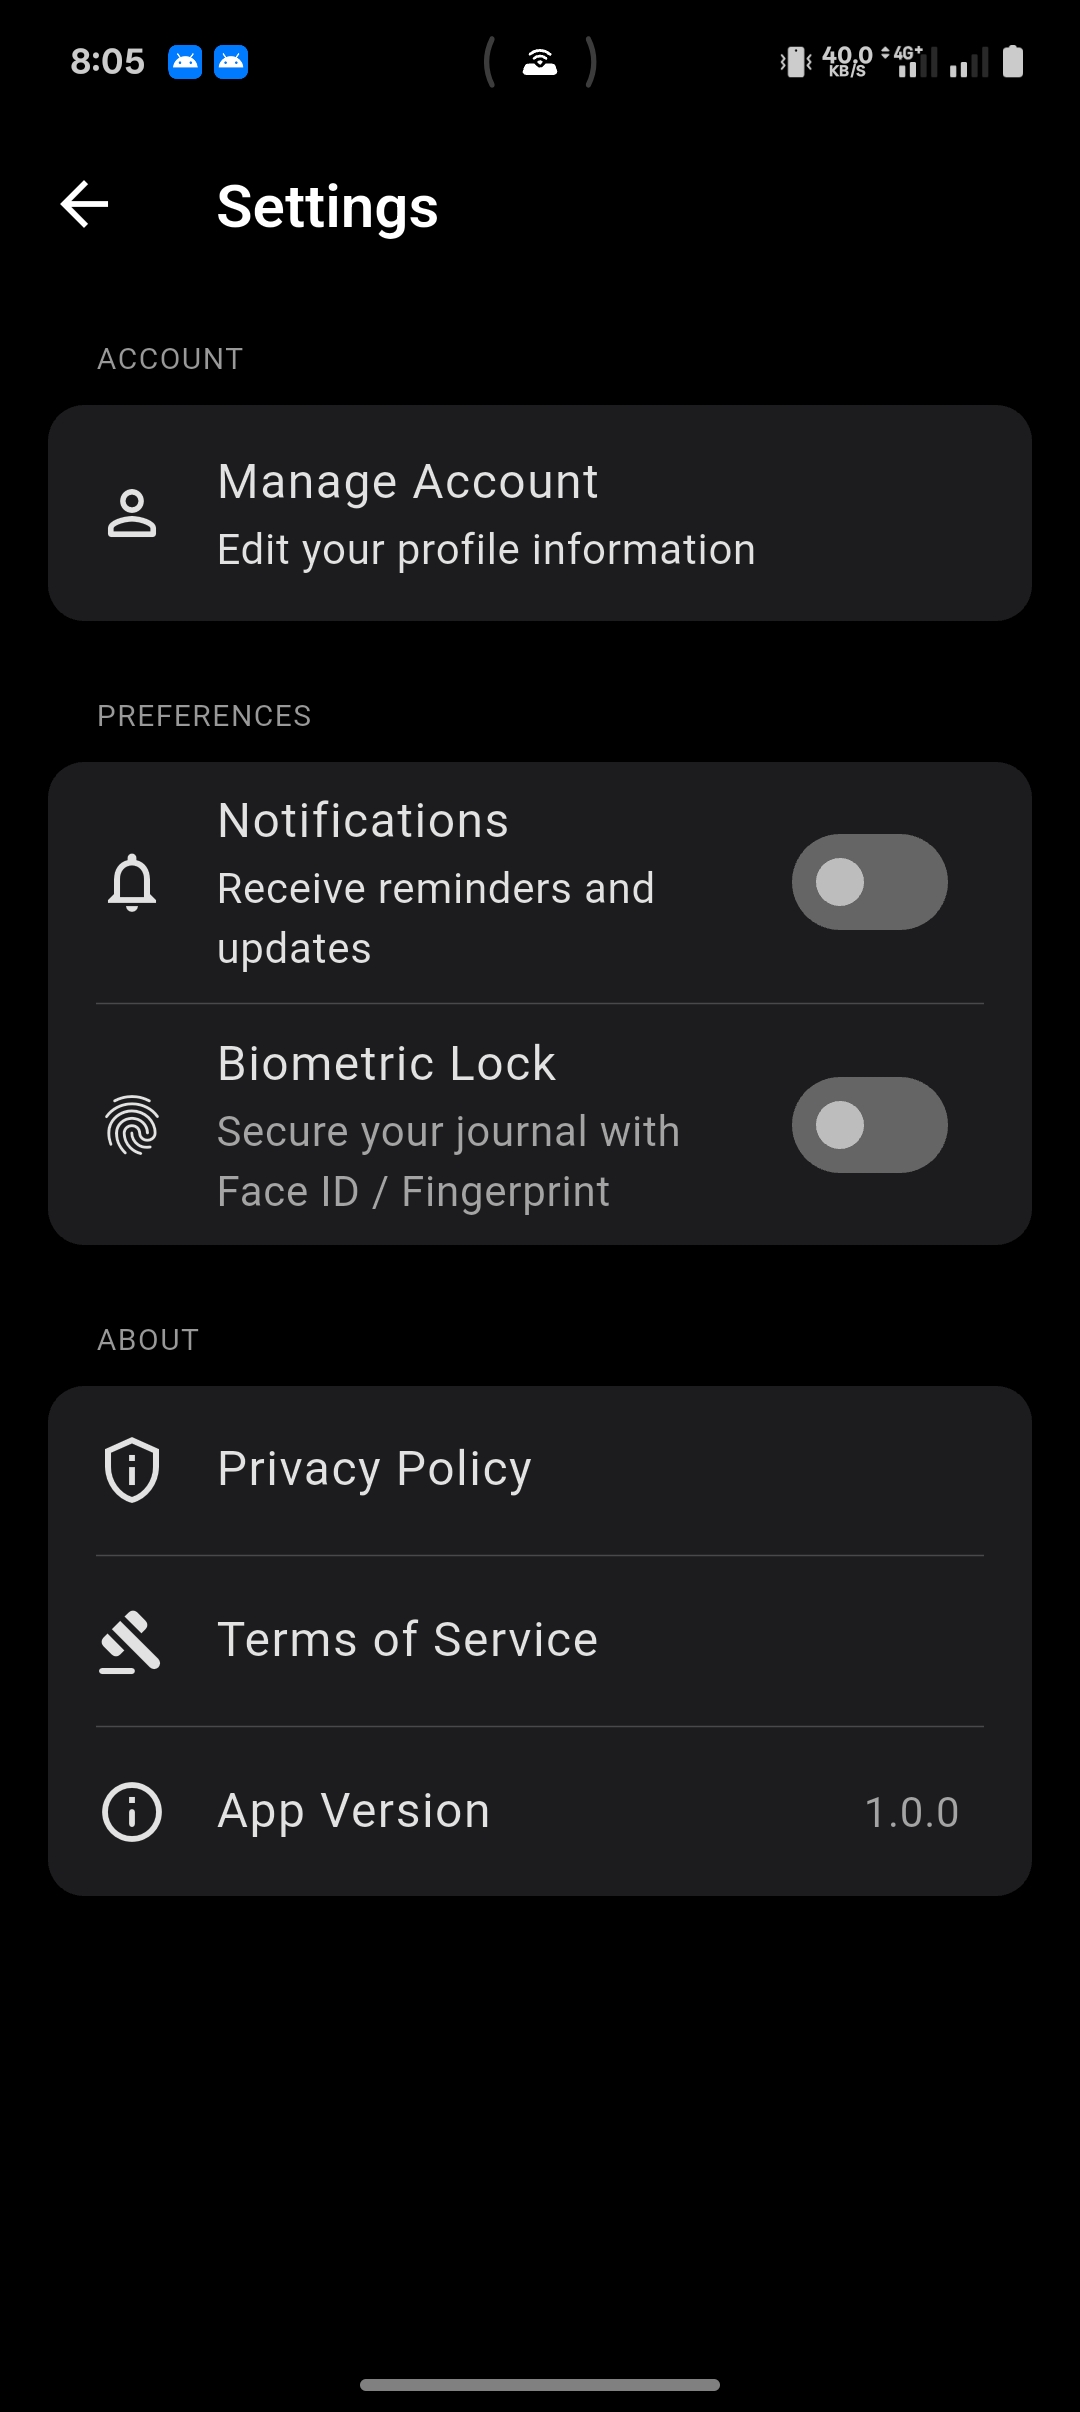 8:05
40.0 4G+
KB/S
Settings
ACCOUNT
Manage Account
Edit your profile information
PREFERENCES
Notifications
Receive reminders and
updates
Biometric Lock
Secure your journal with
Face ID / Fingerprint
ABOUT
Privacy Policy
Terms of Service
App Version 1.0.0